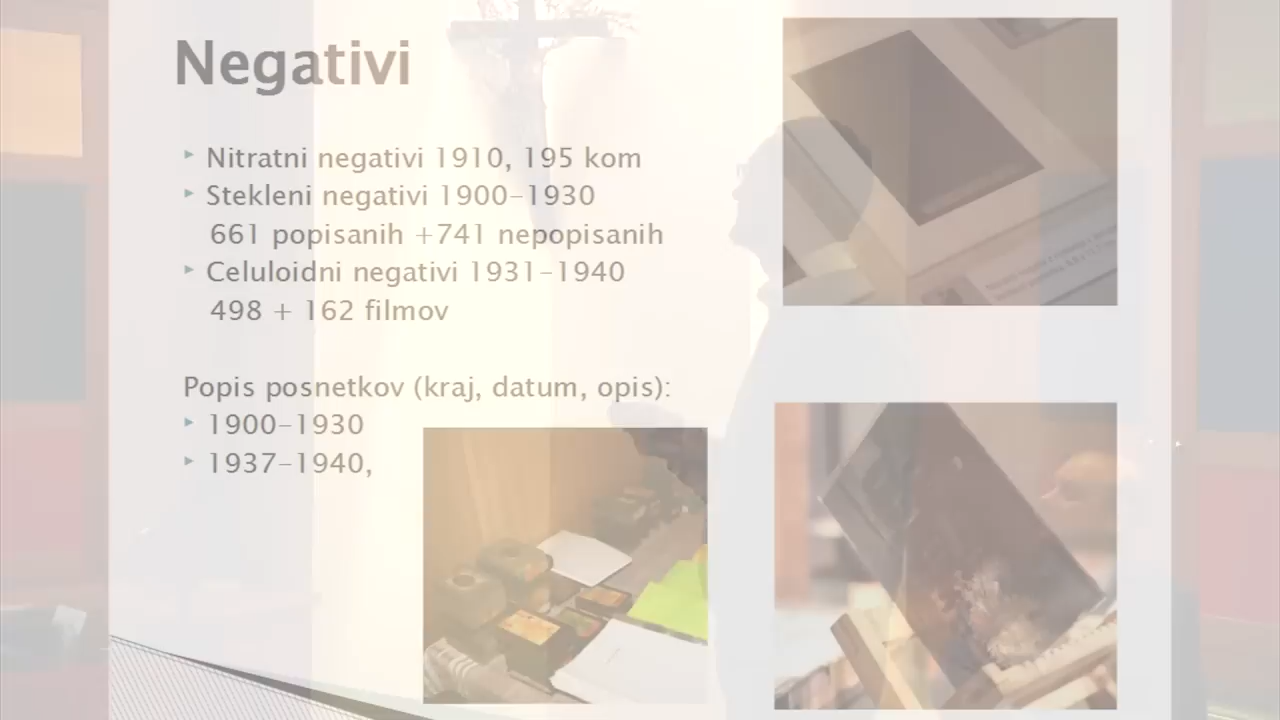 Negativi
Nitratni negativi 1910, 195 kom
Stekleni negativi 1900–1930
661 popisanih +741 nepopisanih
Celuloidni negativi 1931–1940
498 + 162 filmov
Popis posnetkov (kraj, datum, opis):
1900–1930
1937–1940,